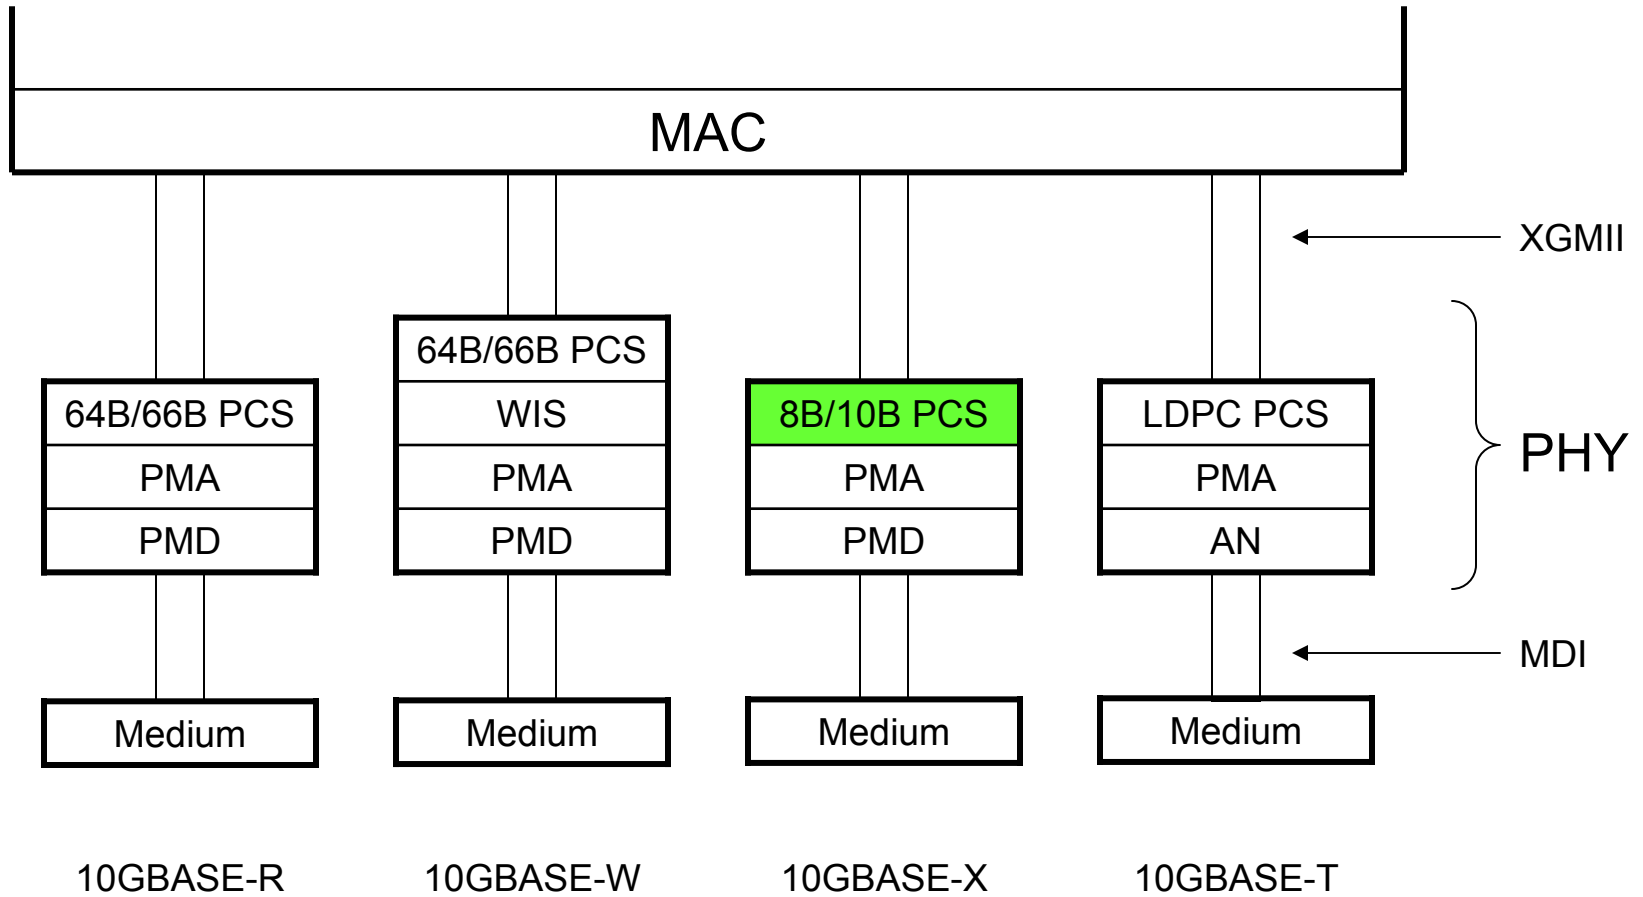 MAC
XGMII
64B/66B PCS
WIS
PMA
PMD
64B/66B PCS
PMA
PMD
8B/10B PCS
PMA
PMD
LDPC PCS
PMA
AN
PHY
MDI
Medium
Medium
Medium
Medium
10GBASE-R
10GBASE-W
10GBASE-X
10GBASE-T